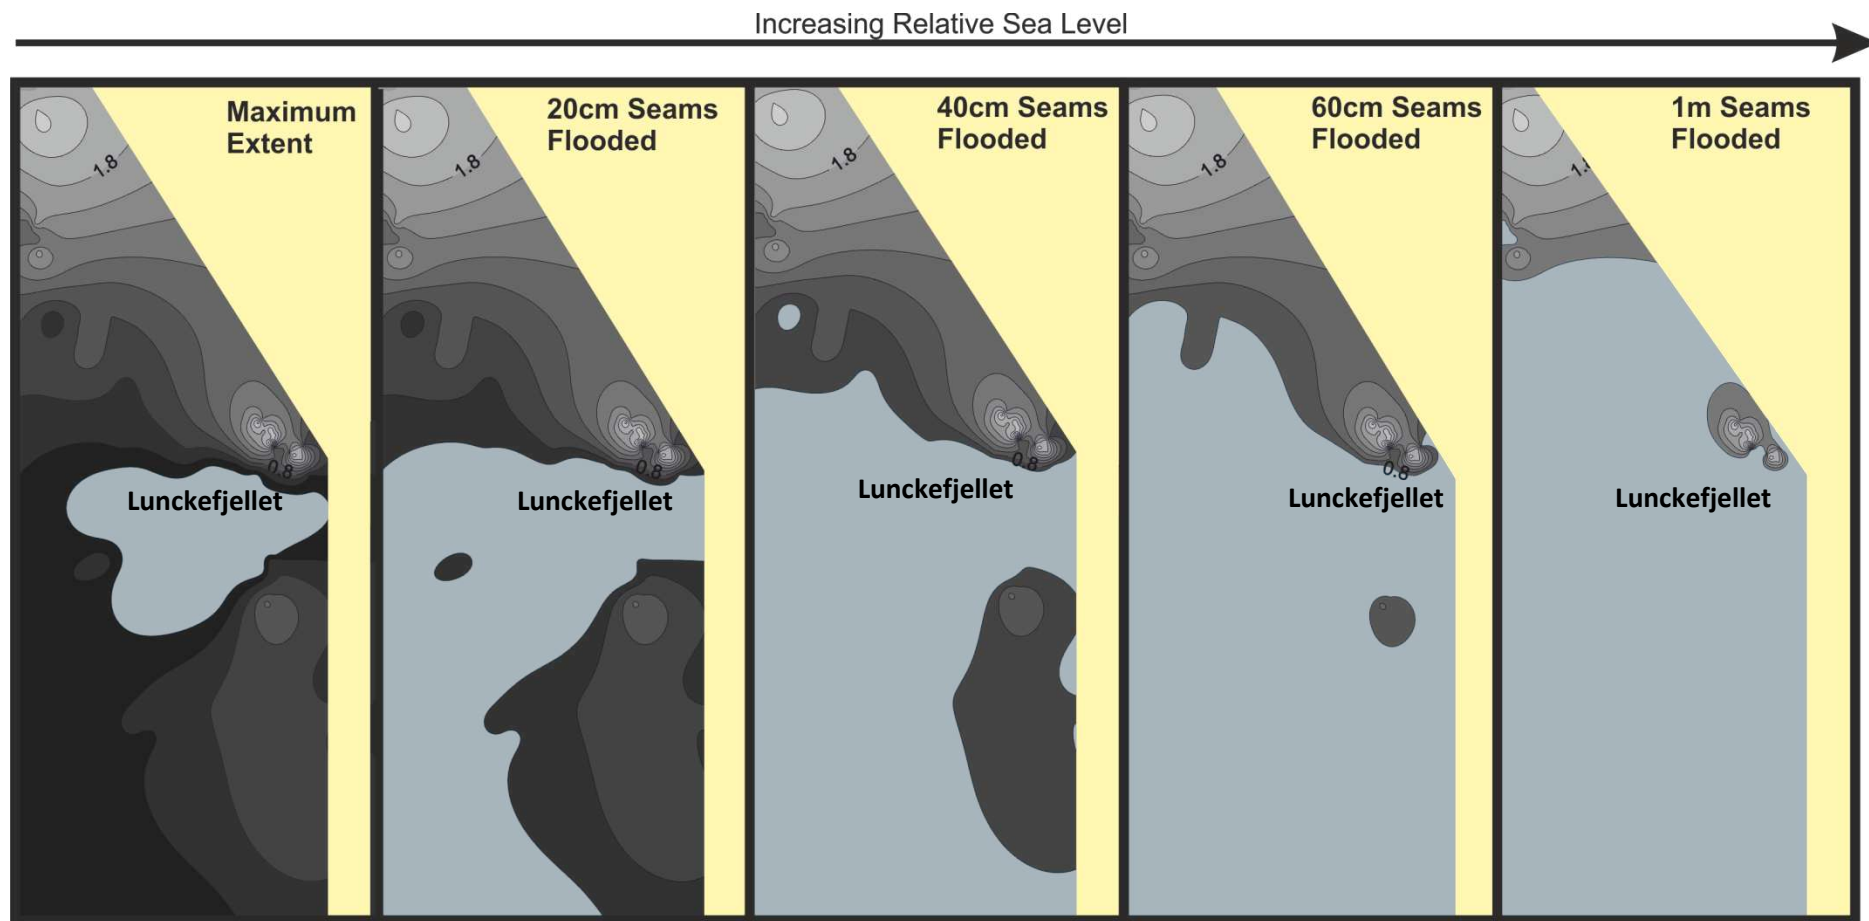 Increasing Relative Sea Level
Maximum
Extent
1.8
0.8
Lunckefjellet
20cm Seams
Flooded
1.8
0.8
Lunckefjellet
40cm Seams
Flooded
1.8
0.8
Lunckefjellet
60cm Seams
Flooded
1.8
0.8
Lunckefjellet
1m Seams
Flooded
Lunckefjellet